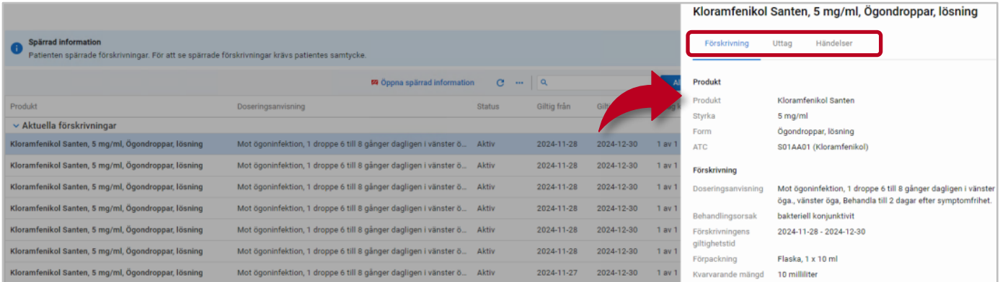 Kloramfenikol Santen, 5 mg/ml, Ögondroppar, lösning
Spärrad information
Patienten spärrade förskrivningar. För att se spärrade förskrivningar krävs patientes samtycke.
Förskrivning Uttag Händelser
Öppna spärrad information
Produkt Doseringsanvisning Status Giltig från
Aktuella förskrivningar
Kloramfenikol Santen, 5 mg/ml, Ögondroppar, lösning Mot ögoninfektion, 1 droppe 6 till 8 gånger dagligen i vänster ö... Aktiv 2024-11-28 2024-12-30 1 av 1
Kloramfenikol Santen, 5 mg/ml, Ögondroppar, lösning Mot ögoninfektion, 1 droppe 6 till 8 gånger dagligen i vänster ö... Aktiv 2024-11-28 2024-12-30 1 av 1
Kloramfenikol Santen, 5 mg/ml, Ögondroppar, lösning Mot ögoninfektion, 1 droppe 6 till 8 gånger dagligen i vänster ö... Aktiv 2024-11-28 2024-12-30 1 av 1
Kloramfenikol Santen, 5 mg/ml, Ögondroppar, lösning Mot ögoninfektion, 1 droppe 6 till 8 gånger dagligen i vänster ö... Aktiv 2024-11-28 2024-12-30 1 av 1
Kloramfenikol Santen, 5 mg/ml, Ögondroppar, lösning Mot ögoninfektion, 1 droppe 6 till 8 gånger dagligen i vänster ö... Aktiv 2024-11-28 2024-12-30 1 av 1
Kloramfenikol Santen, 5 mg/ml, Ögondroppar, lösning Mot ögoninfektion, 1 droppe 6 till 8 gånger dagligen i vänster ö... Aktiv 2024-11-28 2024-12-30 1 av 1
Kloramfenikol Santen, 5 mg/ml, Ögondroppar, lösning Mot ögoninfektion, 1 droppe 6 till 8 gånger dagligen i vänster ö... Aktiv 2024-11-27 2024-12-30 1 av 1
Produkt
Produkt Kloramfenikol Santen
Styrka 5 mg/ml
Form Ögondroppar, lösning
ATC S01AA01 (Kloramfenikol)
Förskrivning
Doseringsanvisning Mot ögoninfektion, 1 droppe 6 till 8 gånger dagligen i vänster
öga., vänster öga, Behandla till 2 dagar efter symptomfrihet.
Behandlingsorsak bakteriell konjunktivit
Förskrivningens 2024-11-28 - 2024-12-30
giltighetstid
Förpackning Flaska, 1 x 10 ml
Kvarvarande mängd 10 milliliter